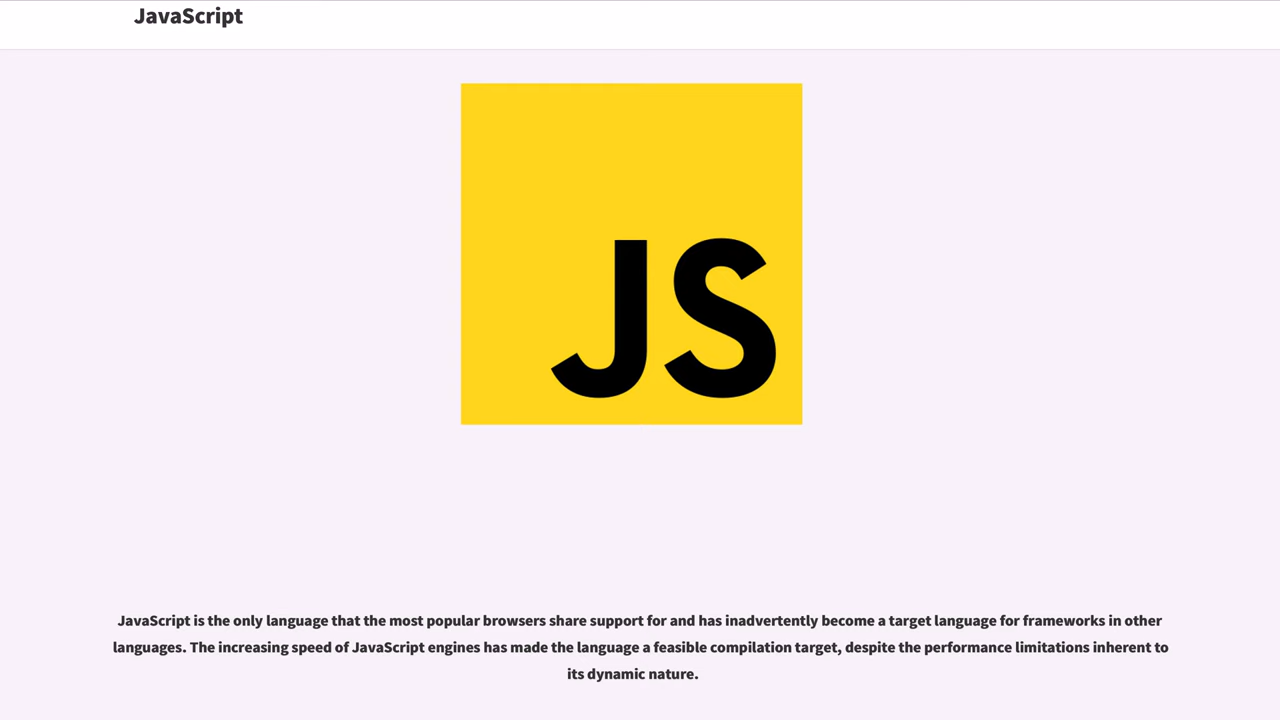 JavaScript
JS
JavaScript is the only language that the most popular browsers share support for and has inadvertently become a target language for frameworks in other
languages. The increasing speed of JavaScript engines has made the language a feasible compilation target, despite the performance limitations inherent to
its dynamic nature.